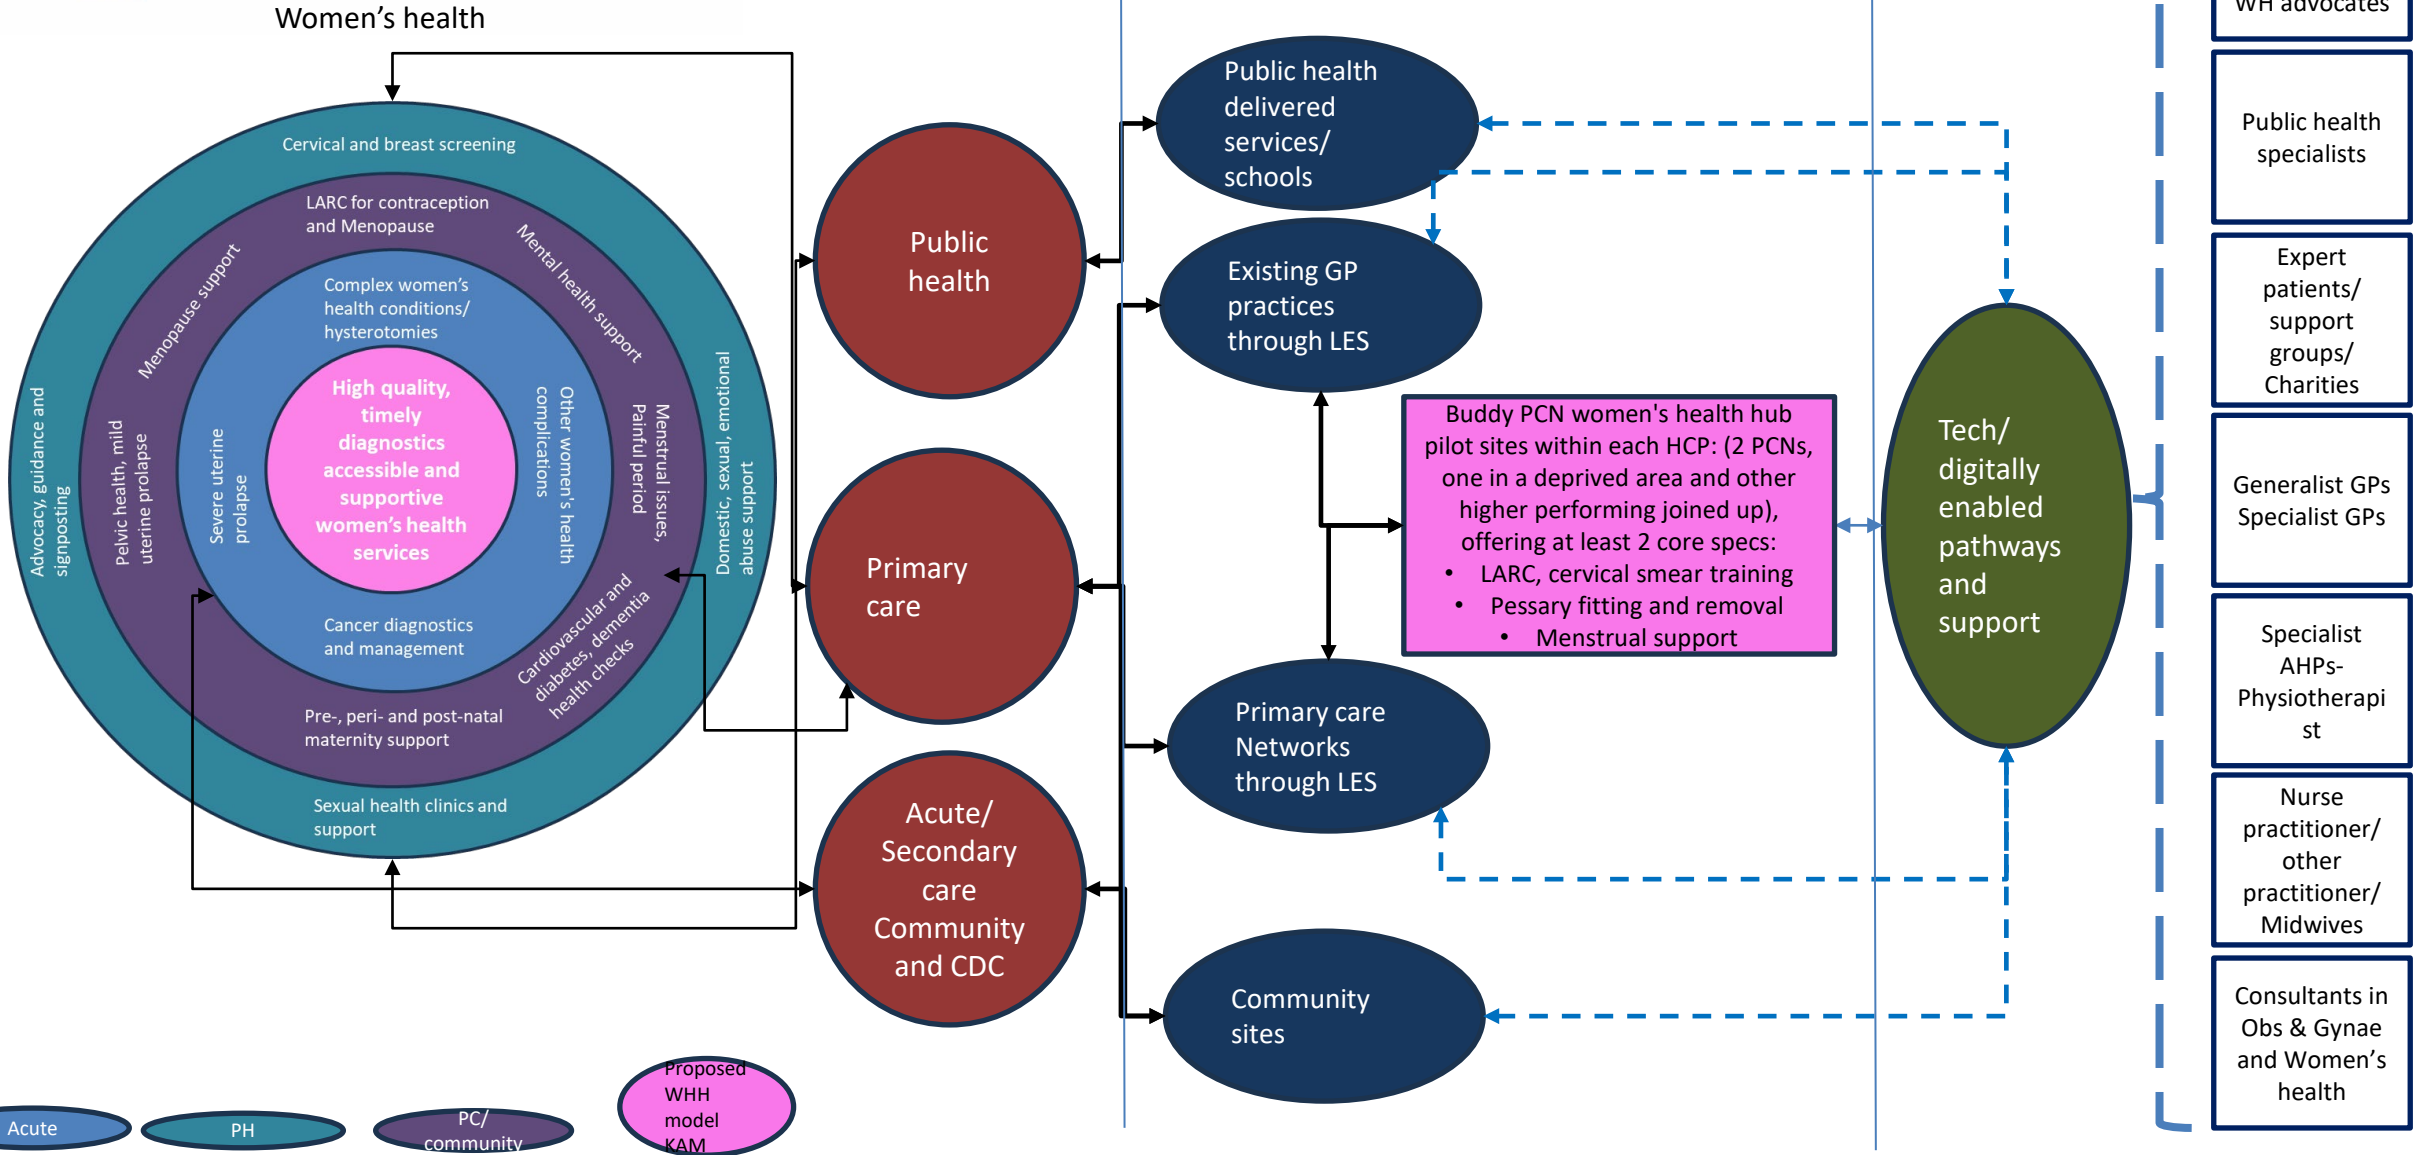 Women's health
Cervical and breast screening
LARC for contraception
and Menopause
Menopause support
Mental health support
Complex women's
health conditions/
hysterotomies
High quality,
timely
diagnostics
accessible and
supportive
women's health
services
Advocacy, guidance and
signposting
Pelvic health, mild
uterine prolapse
Severe uterine
prolapse
Other women's health
complications
Menstrual issues,
Painful period
Domestic, sexual, emotional
abuse support
Cancer diagnostics
and management
Cardiovascular and
diabetes, dementia
health checks
Pre-, peri- and post-natal
maternity support
Sexual health clinics and
support
Acute
PH
PC/
community
Proposed
WHH
model
KAM
Public
health
Primary
care
Acute/
Secondary
care
Community
and CDC
Public health
delivered
services/
schools
Existing GP
practices
through LES
Buddy PCN women's health hub
pilot sites within each HCP: (2 PCNs,
one in a deprived area and other
higher performing joined up),
offering at least 2 core specs:
• LARC, cervical smear training
• Pessary fitting and removal
• Menstrual support
Primary care
Networks
through LES
Community
sites
Tech/
digitally
enabled
pathways
and
support
WH advocates
Public health
specialists
Expert
patients/
support
groups/
Charities
Generalist GPs
Specialist GPs
Specialist
AHPs-
Physiotherapi
st
Nurse
practitioner/
other
practitioner/
Midwives
Consultants in
Obs & Gynae
and Women's
health